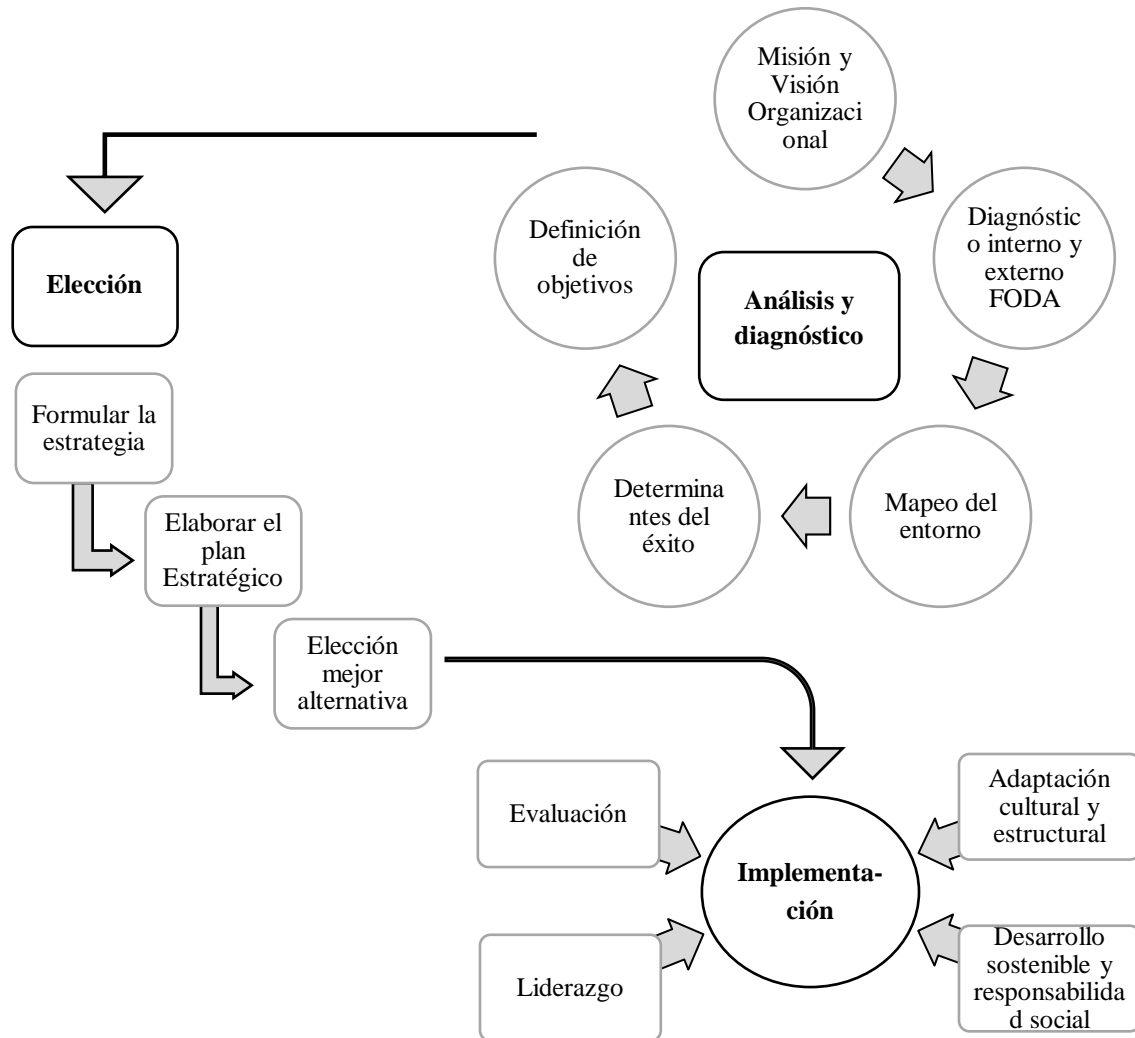 Misión y
Visión
Organizaci
onal
Diagnóstic
o interno y
externo
FODA
Definición
de
objetivos
Análisis y
diagnóstico
Elección
Formular la
estrategia
Determina
ntes del
éxito
Mapeo del
entorno
Elaborar el
plan
Estratégico
Elección
mejor
alternativa
Evaluación
Adaptación
cultural y
estructural
Implementa-
ción
Liderazgo
Desarrollo
sostenible y
responsabilida
d social